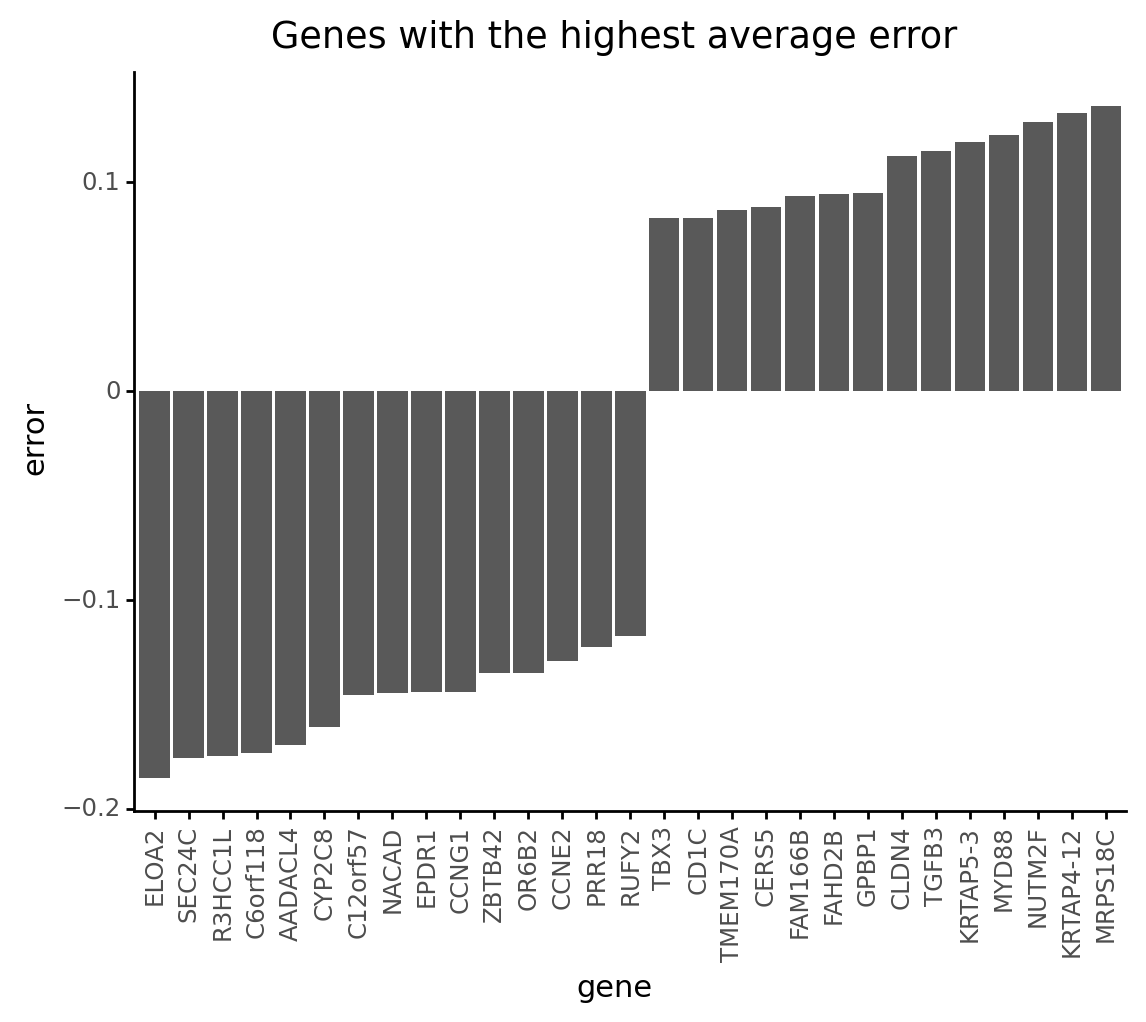 Genes with the highest average error
0.1
0
−0.1
−0.2
error
ELOA2
SEC24C
R3HCC1L
C6orf118
AADACL4
CYP2C8
C12orf57
NACAD
EPDR1
CCNG1
ZBTB42
OR6B2
CCNE2
PRR18
RUFY2
TBX3
CD1C
TMEM170A
CERS5
FAM166B
FAHD2B
GPBP1
CLDN4
TGFB3
KRTAP5-3
MYD88
NUTM2F
KRTAP4-12
MRPS18C
gene